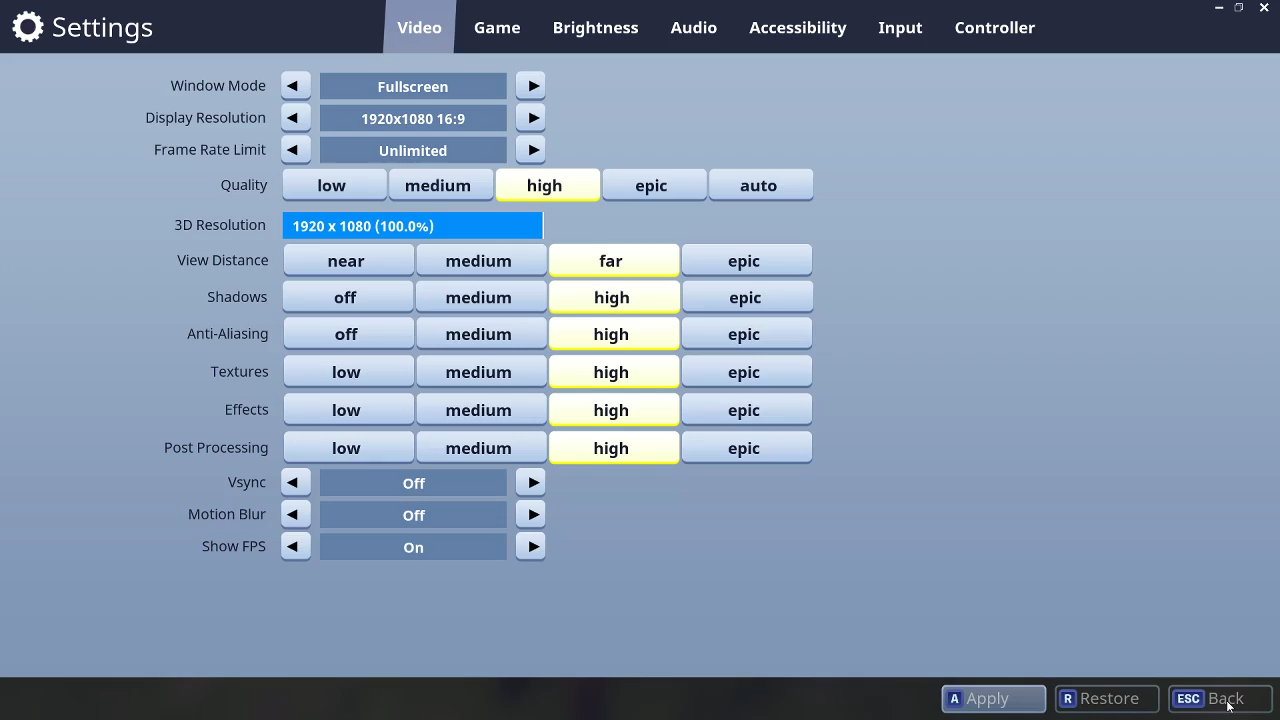 Settings
Video Game Brightness Audio Accessibility Input Controller
Window Mode Fullscreen
Display Resolution 1920x1080 16:9
Frame Rate Limit Unlimited
Quality low medium high epic auto
3D Resolution 1920 x 1080 (100.0%)
View Distance near medium far epic
Shadows off medium high epic
Anti-Aliasing off medium high epic
Textures low medium high epic
Effects low medium high epic
Post Processing low medium high epic
Vsync Off
Motion Blur Off
Show FPS On
A Apply R Restore ESC Back